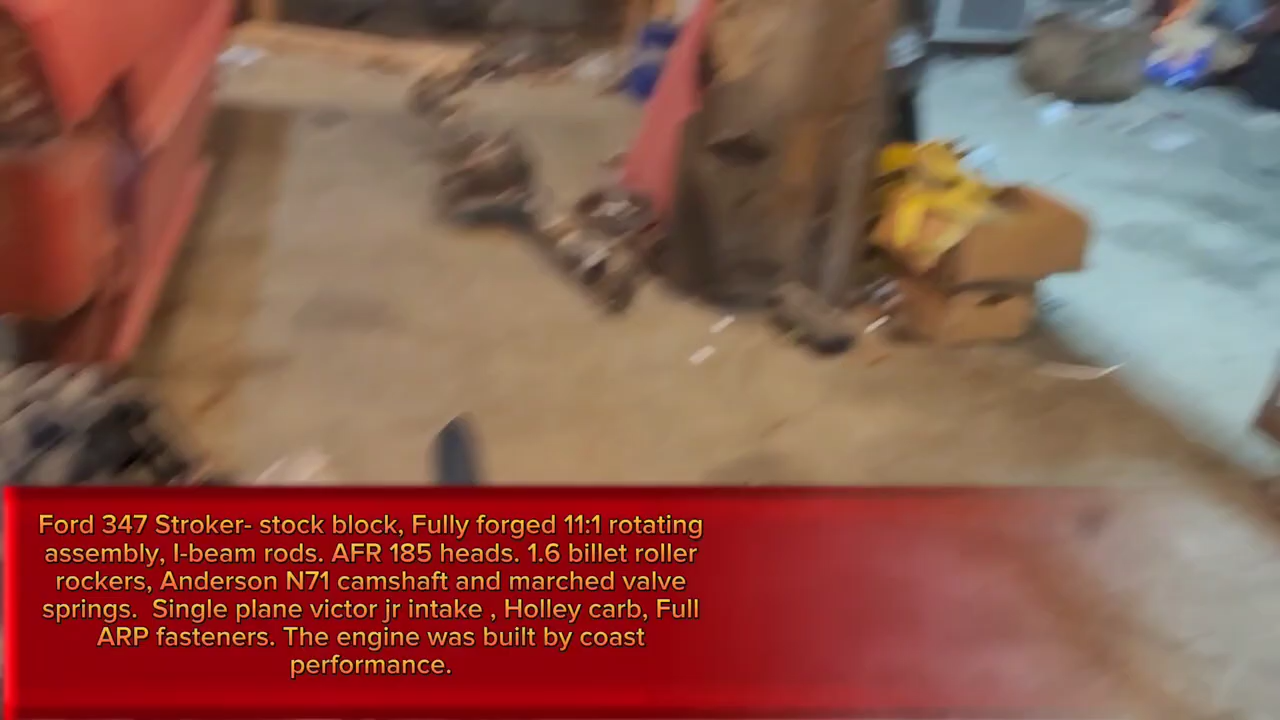 Ford 347 Stroker- stock block, Fully forged 11:1 rotating
assembly, I-beam rods. AFR 185 heads. 1.6 billet roller
rockers, Anderson N71 camshaft and marched valve
springs.  Single plane victor jr intake , Holley carb, Full
ARP fasteners. The engine was built by coast
performance.